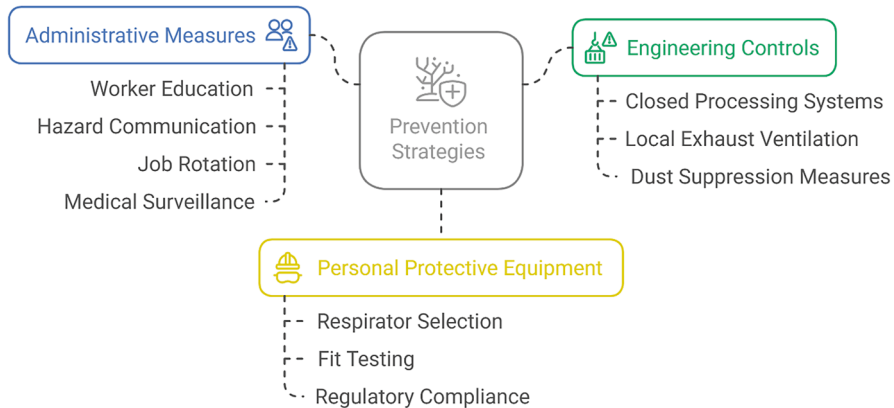 Administrative Measures
Worker Education
Hazard Communication
Job Rotation
Medical Surveillance
Prevention
Strategies
Engineering Controls
Closed Processing Systems
Local Exhaust Ventilation
Dust Suppression Measures
Personal Protective Equipment
Respirator Selection
Fit Testing
Regulatory Compliance